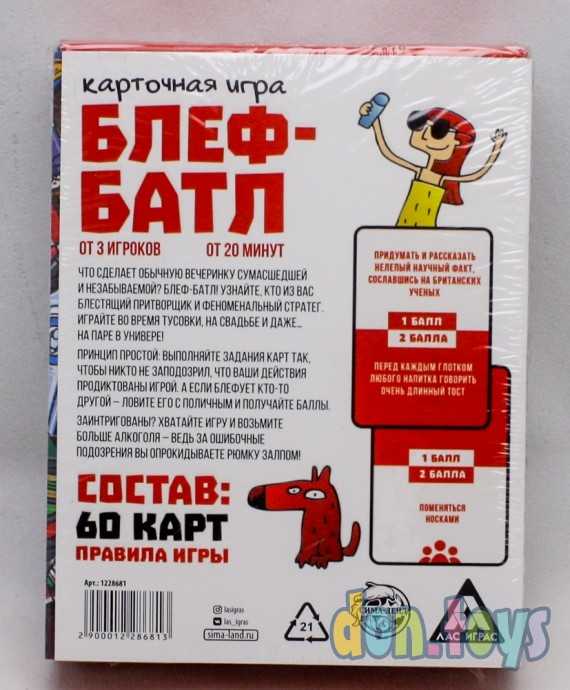 карточная игра
БЛЕФ-
БАТЛ
ОТ 3 ИГРОКОВ ОТ 20 МИНУТ
ЧТО СДЕЛАЕТ ОБЫЧНУЮ ВЕЧЕРИНКУ СУМАСШЕДШЕЙ
И НЕЗАБЫВАЕМОЙ? БЛЕФ-БАТЛ! УЗНАЙТЕ, КТО ИЗ ВАС
БЛЕСТЯЩИЙ ПРИТВОРЩИК И ФЕНОМЕНАЛЬНЫЙ СТРАТЕГ.
ИГРАЙТЕ ВО ВРЕМЯ ТУСОВКИ, НА СВАДЬБЕ И ДАЖЕ...
НА ПАРЕ В УНИВЕРЕ!
ПРИНЦИП ПРОСТОЙ: ВЫПОЛНЯЙТЕ ЗАДАНИЯ КАРТ ТАК,
ЧТОБЫ НИКТО НЕ ЗАПОДОЗРИЛ, ЧТО ВАШИ ДЕЙСТВИЯ
ПРОДИКТОВАНЫ ИГРОЙ. А ЕСЛИ БЛЕФУЕТ КТО-ТО
ДРУГОЙ – ЛОВИТЕ ЕГО С ПОЛИЧНЫМ И ПОЛУЧАЙТЕ БАЛЛЫ.
ЗАИНТРИГОВАНЫ? ХВАТАЙТЕ ИГРУ И ВОЗЬМИТЕ
БОЛЬШЕ АЛКОГОЛЯ – ВЕДЬ ЗА ОШИБОЧНЫЕ
ПОДОЗРЕНИЯ ВЫ ОПРОКИДЫВАЕТЕ РЮМКУ ЗАЛПОМ!
СОСТАВ:
60 КАРТ
ПРАВИЛА ИГРЫ
ПРИДУМАТЬ И РАССКАЗАТЬ
НЕЛЕПЫЙ НАУЧНЫЙ ФАКТ,
СОСЛАВШИСЬ НА БРИТАНСКИХ
УЧЕНЫХ
1 БАЛЛ
2 БАЛЛА
ПЕРЕД КАЖДЫМ ГЛОТКОМ
ЛЮБОГО НАПИТКА ГОВОРИТЬ
ОЧЕНЬ ДЛИННЫЙ ТОСТ
1 БАЛЛ
2 БАЛЛА
ПОМЕНЯТЬСЯ
НОСКАМИ
Арт.: 1228681
2 900012 286813
lasigras
las_igras
sima-land.ru
21
СИМА-ЛЕНД
ЛАС ИГРАС
don.toys